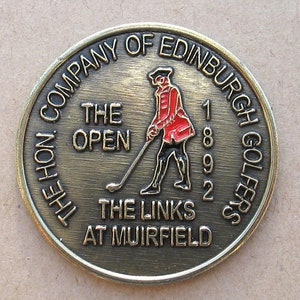 THE HON. COMPANY OF EDINBURGH GOLFERS
THE
OPEN
1892
THE LINKS
AT MUIRFIELD